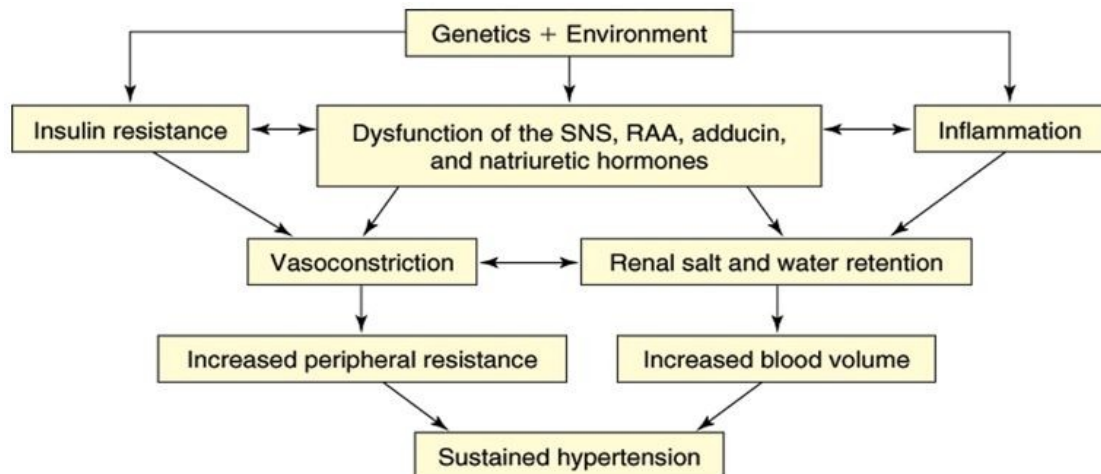 Genetics + Environment
Insulin resistance
Dysfunction of the SNS, RAA, adducin,
and natriuretic hormones
Inflammation
Vasoconstriction
Renal salt and water retention
Increased peripheral resistance
Increased blood volume
Sustained hypertension